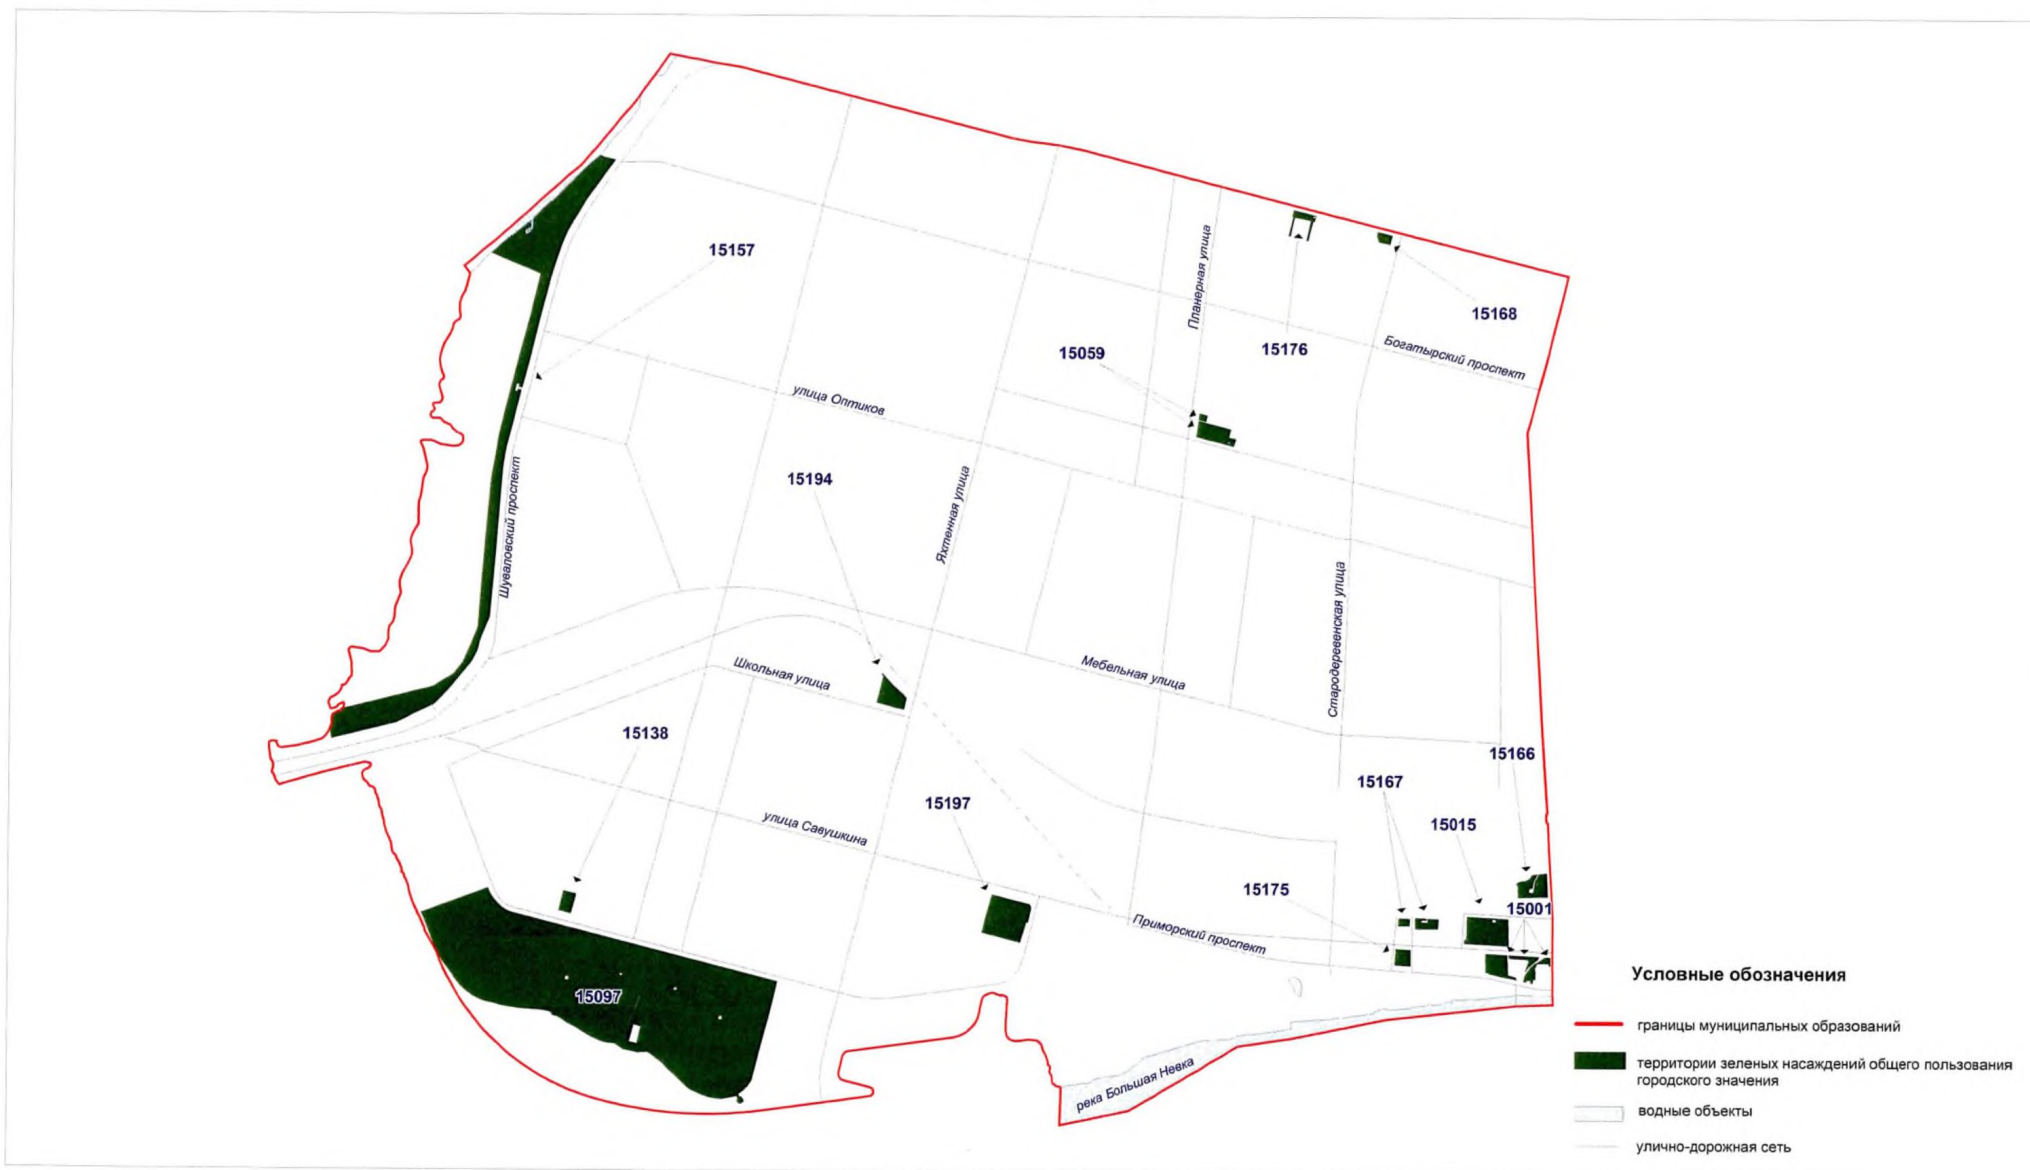 15157
Планерная улица
15168
15176
15059
Богатырский проспект
улица Оптиков
15194
Яхтенная улица
Шуваловский проспект
Стародеревенская улица
Школьная улица
Мебельная улица
15138
15166
15167
15197
15015
улица Савушкина
15175
15001
Приморский проспект
15097
река Большая Невка
Условные обозначения
границы муниципальных образований
территории зеленых насаждений общего пользования
городского значения
водные объекты
улично-дорожная сеть